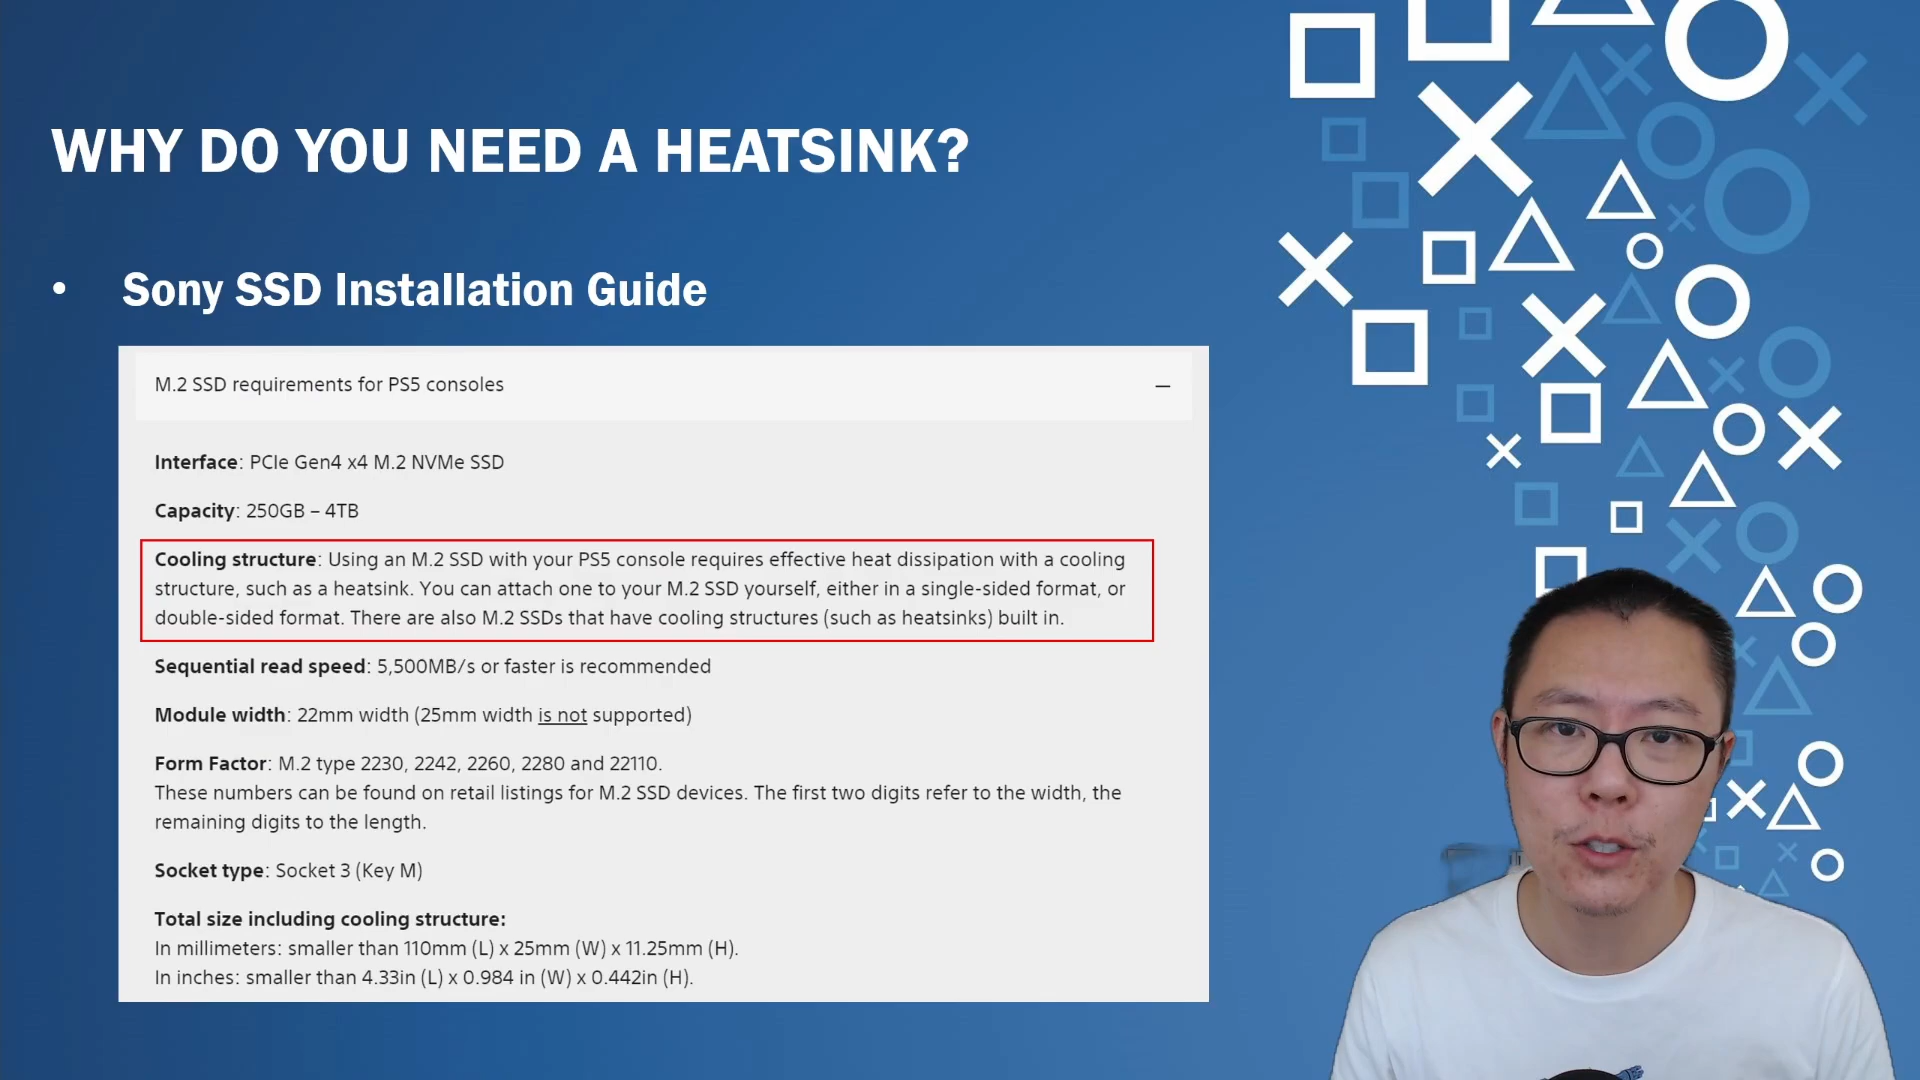 WHY DO YOU NEED A HEATSINK?
• Sony SSD Installation Guide
M.2 SSD requirements for PS5 consoles
Interface: PCIe Gen4 x4 M.2 NVMe SSD
Capacity: 250GB – 4TB
Cooling structure: Using an M.2 SSD with your PS5 console requires effective heat dissipation with a cooling
structure, such as a heatsink. You can attach one to your M.2 SSD yourself, either in a single-sided format, or
double-sided format. There are also M.2 SSDs that have cooling structures (such as heatsinks) built in.
Sequential read speed: 5,500MB/s or faster is recommended
Module width: 22mm width (25mm width is not supported)
Form Factor: M.2 type 2230, 2242, 2260, 2280 and 22110.
These numbers can be found on retail listings for M.2 SSD devices. The first two digits refer to the width, the
remaining digits to the length.
Socket type: Socket 3 (Key M)
Total size including cooling structure:
In millimeters: smaller than 110mm (L) x 25mm (W) x 11.25mm (H).
In inches: smaller than 4.33in (L) x 0.984 in (W) x 0.442in (H).